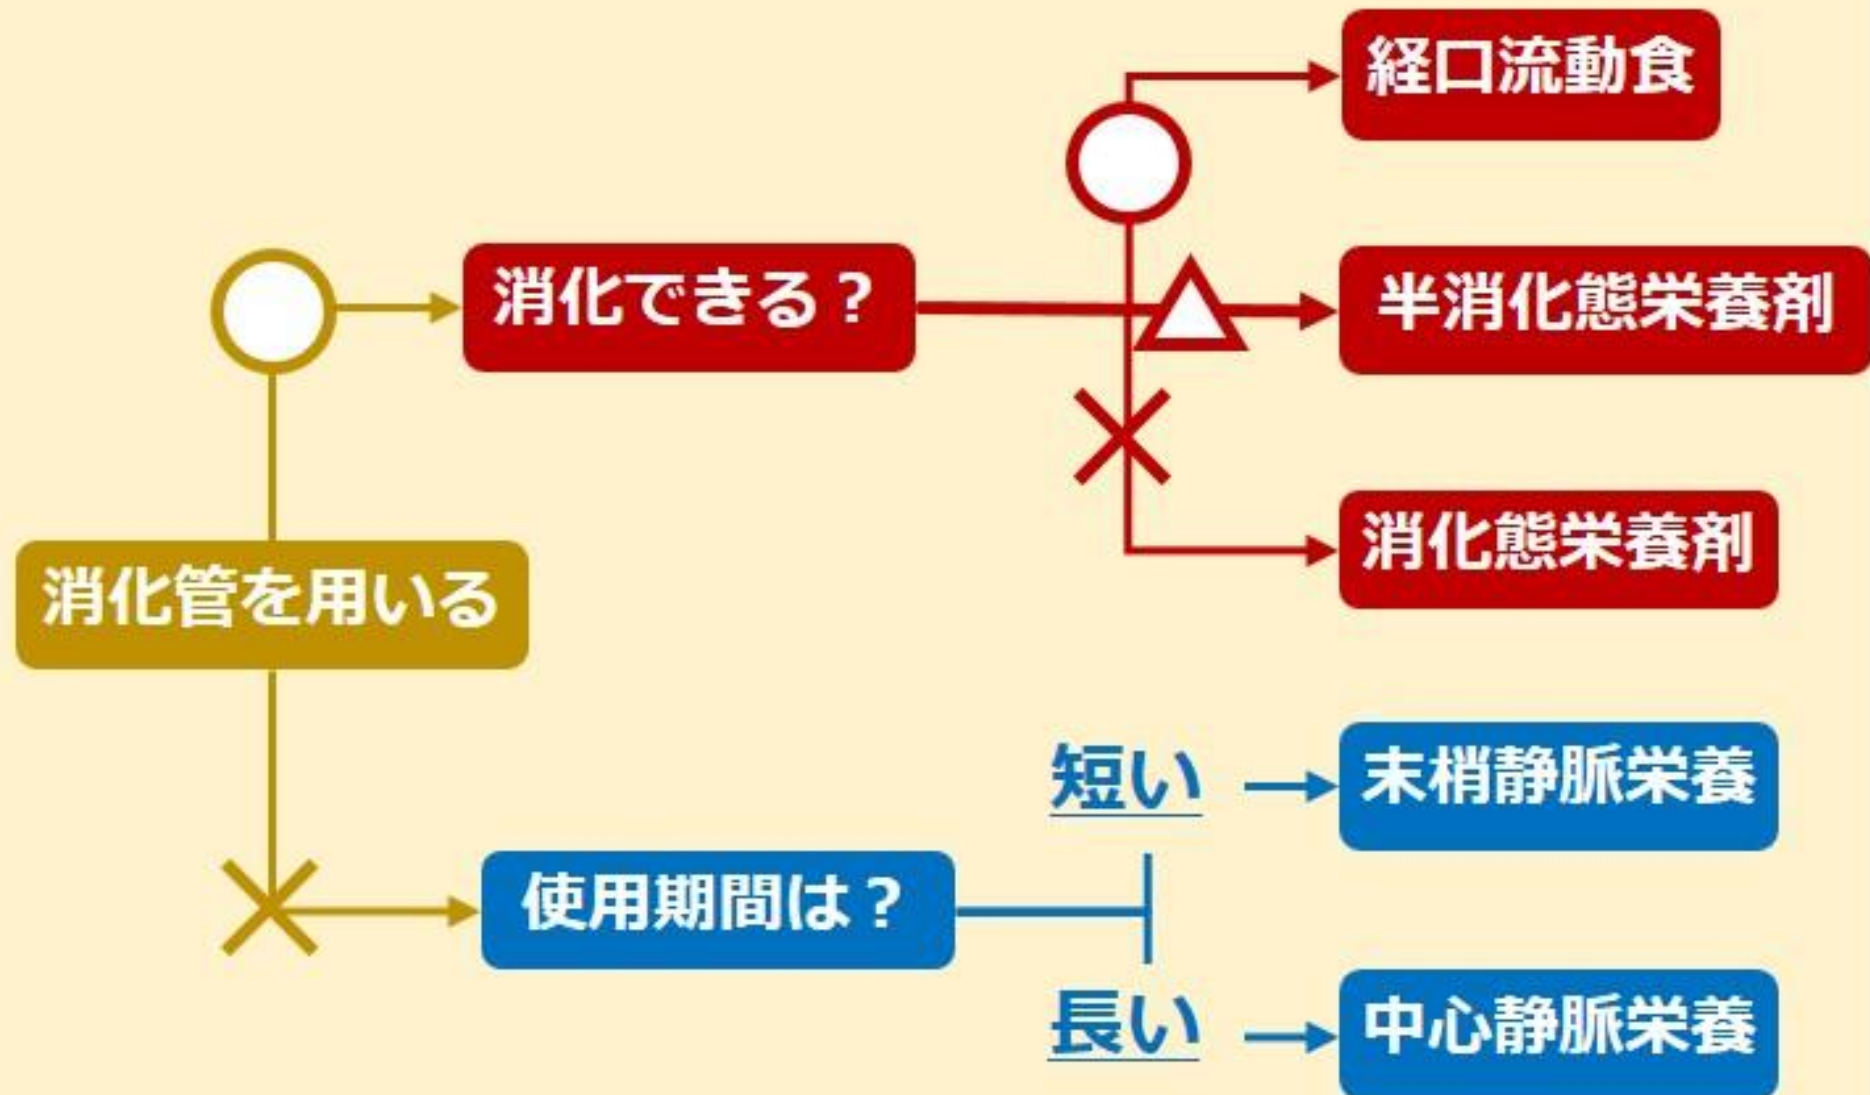 経口流動食
消化できる？
半消化態栄養剤
消化態栄養剤
消化管を用いる
短い
末梢静脈栄養
使用期間は？
長い
中心静脈栄養